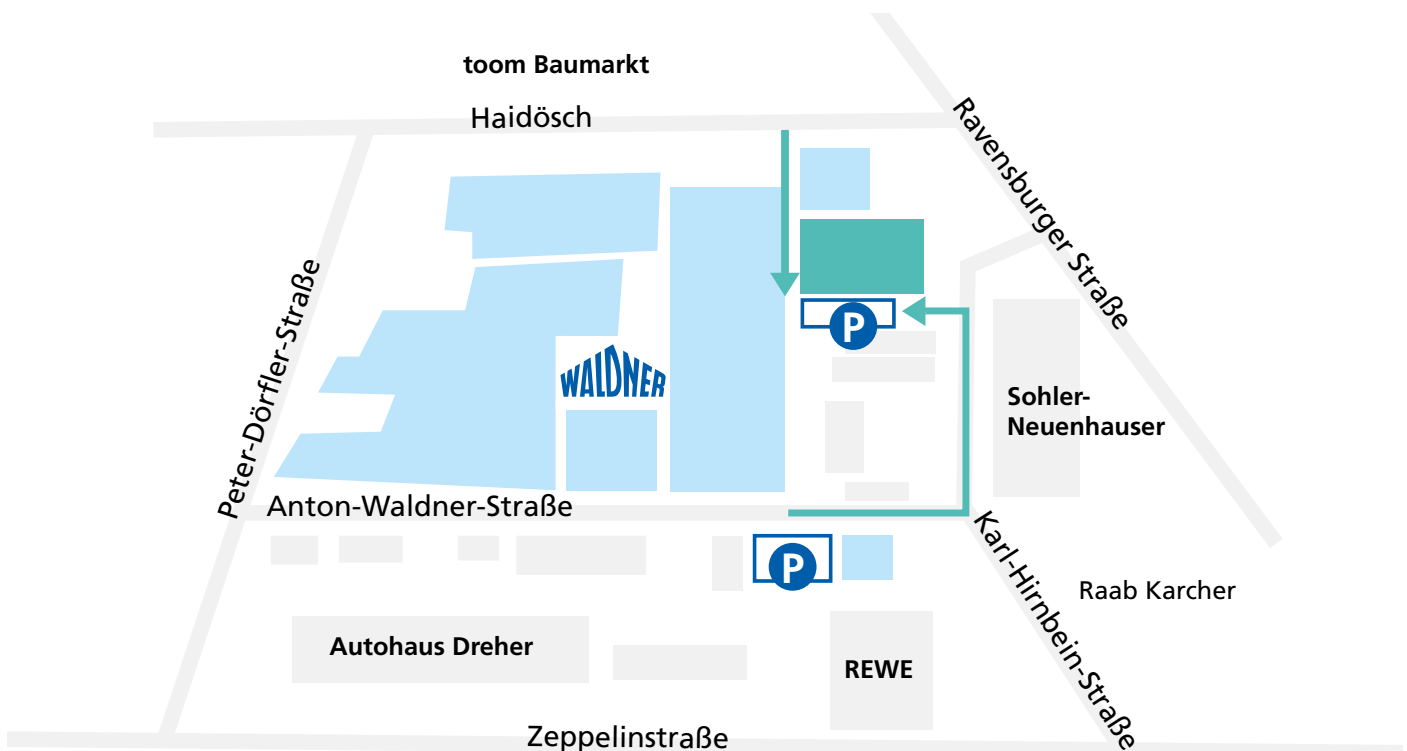 toom Baumarkt
Haidösch
Ravensburger Straße
Peter-Dörfler-Straße
P
WALDNER
Sohler-
Neuenhauser
Anton-Waldner-Straße
Karl-Hirnbein-Straße
P
Raab Karcher
Autohaus Dreher
REWE
Zeppelinstraße